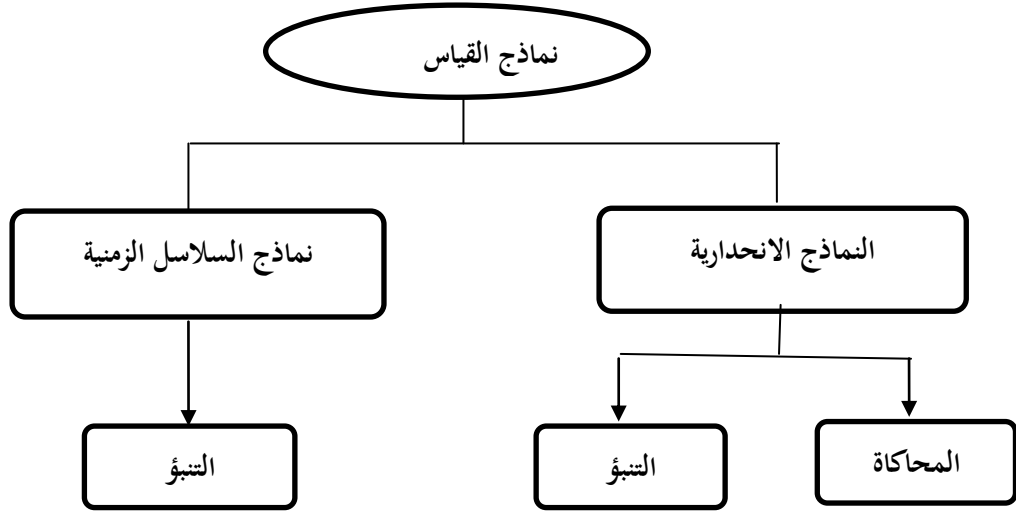 نماذج القياس
النماذج الانحدارية
نماذج السلاسل الزمنية
المحاكاة
التنبؤ
التنبؤ